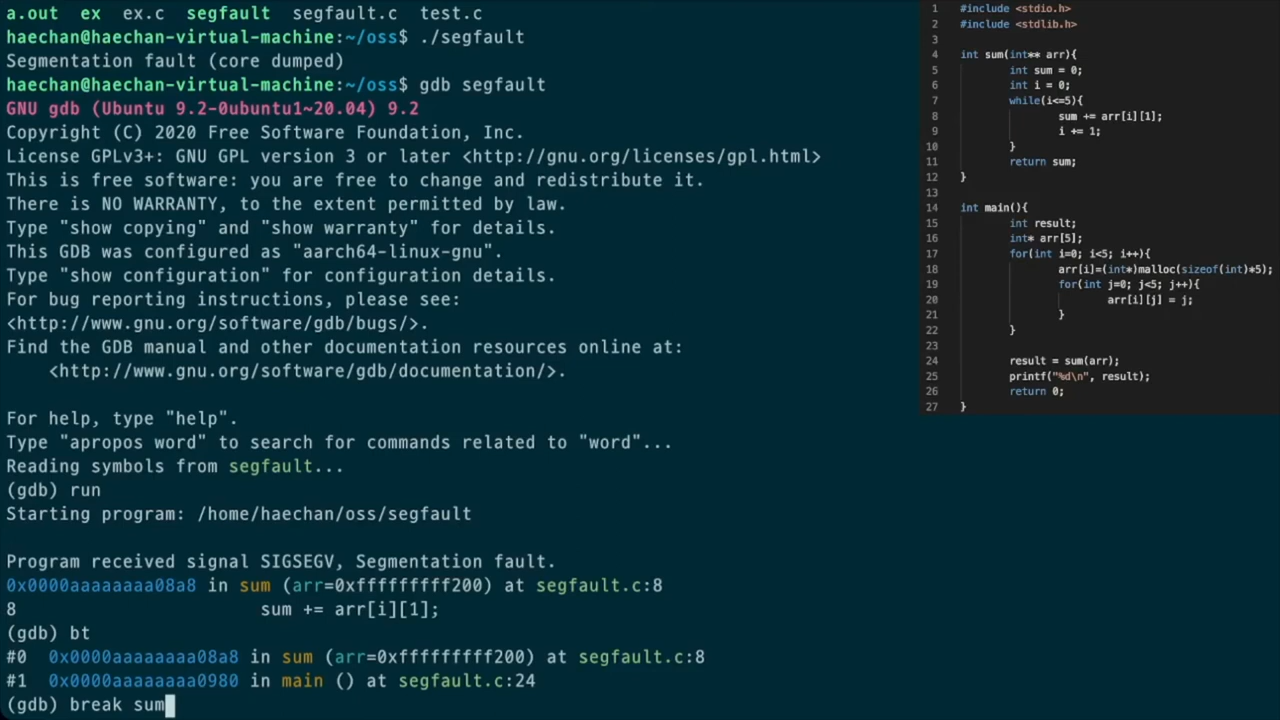 a.out  ex  ex.c  segfault  segfault.c  test.c
haechan@haechan-virtual-machine:~/oss$ ./segfault
Segmentation fault (core dumped)
haechan@haechan-virtual-machine:~/oss$ gdb segfault
GNU gdb (Ubuntu 9.2-0ubuntu1~20.04) 9.2
Copyright (C) 2020 Free Software Foundation, Inc.
License GPLv3+: GNU GPL version 3 or later <http://gnu.org/licenses/gpl.html>
This is free software: you are free to change and redistribute it.
There is NO WARRANTY, to the extent permitted by law.
Type "show copying" and "show warranty" for details.
This GDB was configured as "aarch64-linux-gnu".
Type "show configuration" for configuration details.
For bug reporting instructions, please see:
<http://www.gnu.org/software/gdb/bugs/>.
Find the GDB manual and other documentation resources online at:
    <http://www.gnu.org/software/gdb/documentation/>.

For help, type "help".
Type "apropos word" to search for commands related to "word"...
Reading symbols from segfault...
(gdb) run
Starting program: /home/haechan/oss/segfault

Program received signal SIGSEGV, Segmentation fault.
0x0000aaaaaaaa08a8 in sum (arr=0xfffffffff200) at segfault.c:8
8                       sum += arr[i][1];
(gdb) bt
#0  0x0000aaaaaaaa08a8 in sum (arr=0xfffffffff200) at segfault.c:8
#1  0x0000aaaaaaaa0980 in main () at segfault.c:24
(gdb) break sum
1 #include <stdio.h>
2 #include <stdlib.h>
3
4 int sum(int** arr){
5     int sum = 0;
6     int i = 0;
7     while(i<=5){
8         sum += arr[i][1];
9         i += 1;
10     }
11     return sum;
12 }
13
14 int main(){
15     int result;
16     int* arr[5];
17     for(int i=0; i<5; i++){
18         arr[i]=(int*)malloc(sizeof(int)*5);
19         for(int j=0; j<5; j++){
20             arr[i][j] = j;
21         }
22     }
23
24     result = sum(arr);
25     printf("%d\n", result);
26     return 0;
27 }